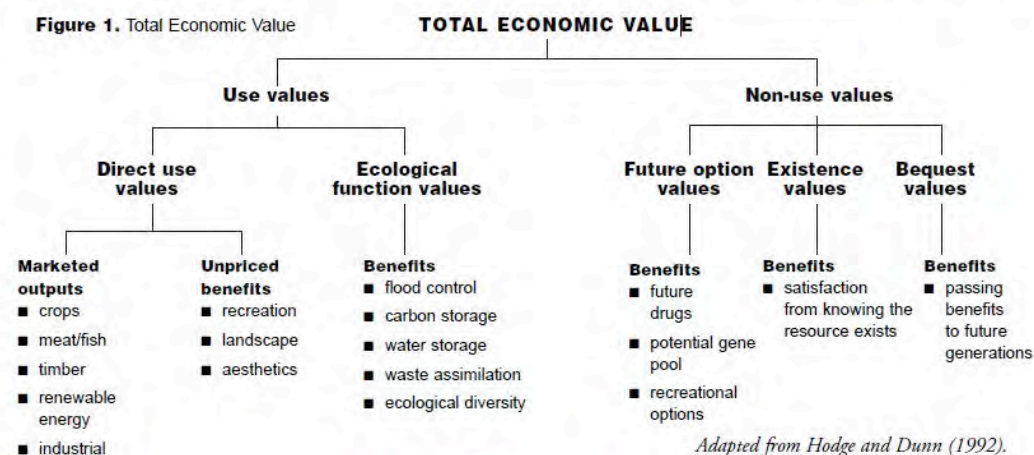 Figure 1. Total Economic Value
TOTAL ECONOMIC VALUE
Use values
Non-use values
Direct use
values
Ecological
function values
Future option
values
Existence
values
Bequest
values
Marketed
outputs
■ crops
■ meat/fish
■ timber
■ renewable
energy
■ industrial
Unpriced
benefits
■ recreation
■ landscape
■ aesthetics
Benefits
■ flood control
■ carbon storage
■ water storage
■ waste assimilation
■ ecological diversity
Benefits
■ future
drugs
■ potential gene
pool
■ recreational
options
Benefits
■ satisfaction
from knowing the
resource exists
Benefits
■ passing
benefits
to future
generations
Adapted from Hodge and Dunn (1992).